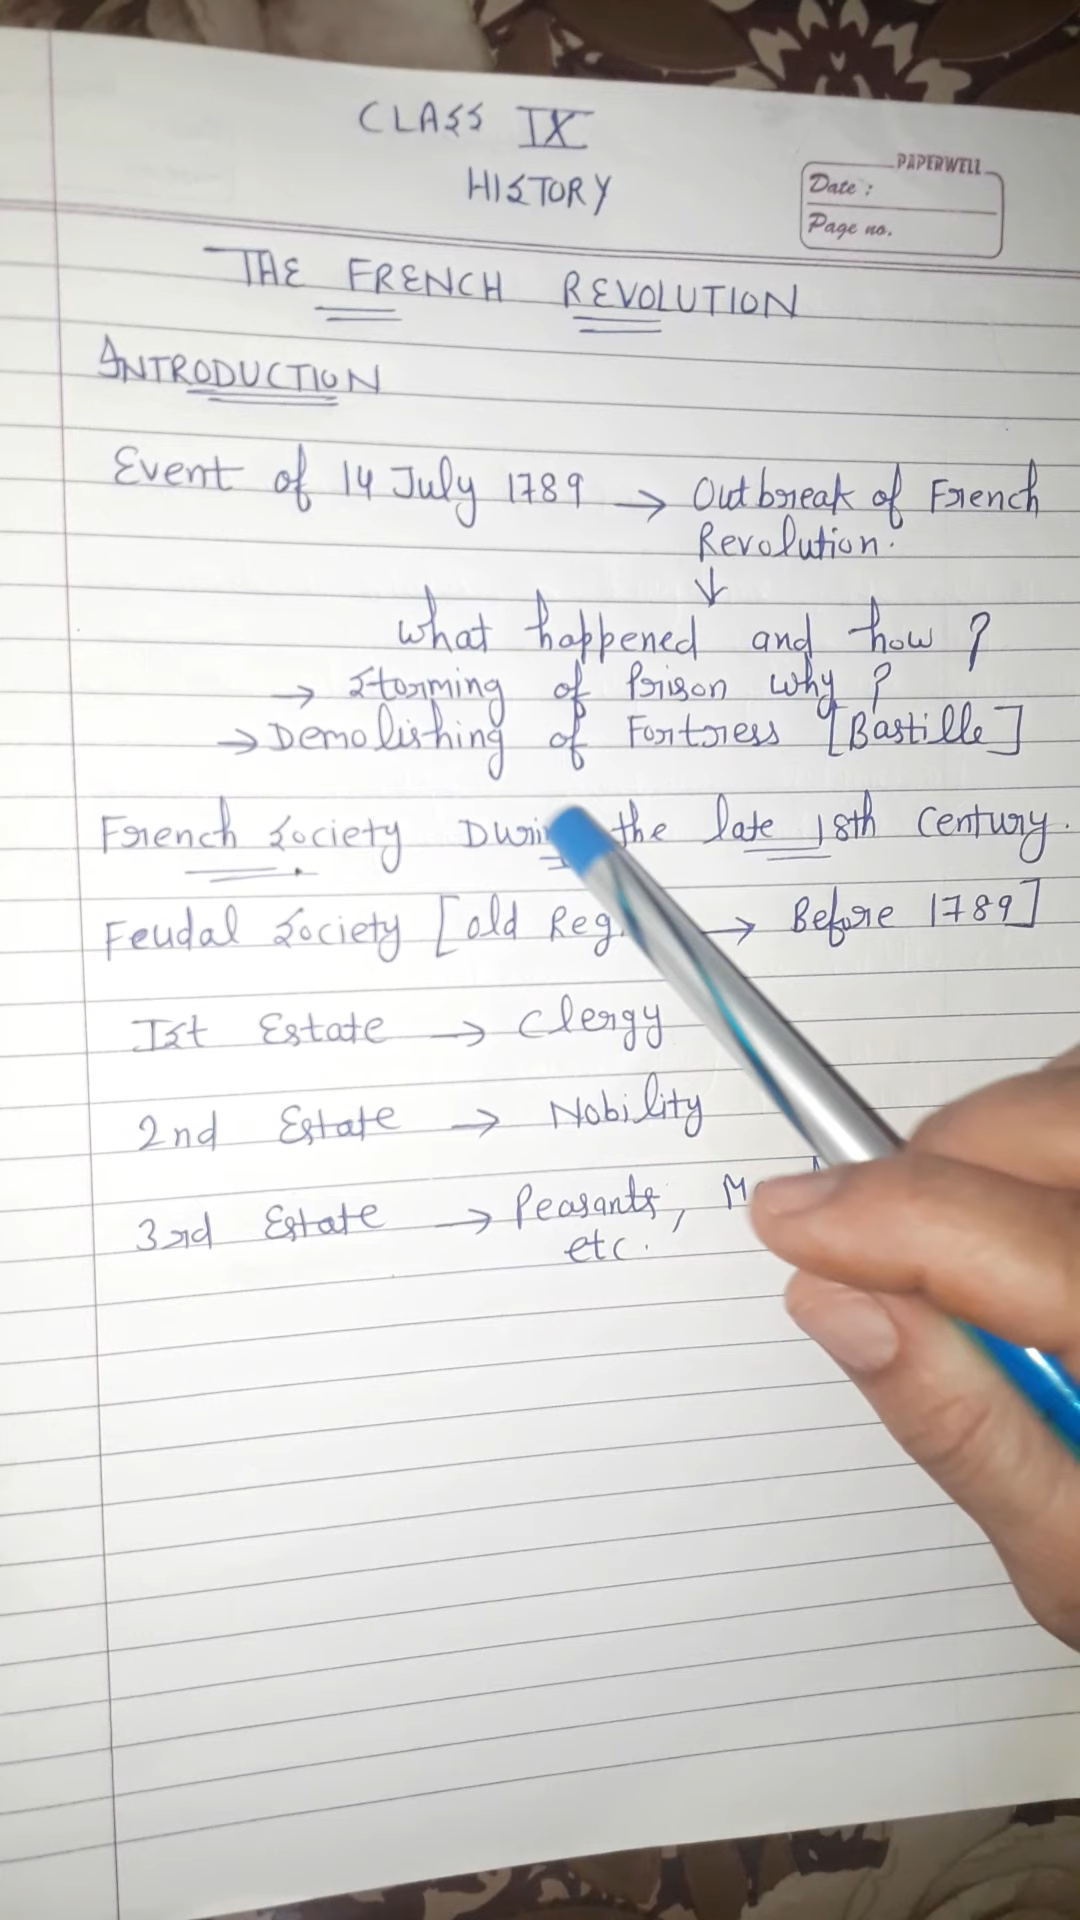 CLASS IX
HISTORY
PAPERWELL
Date :
Page no.
THE FRENCH REVOLUTION
INTRODUCTION
Event of 14 July 1789 → Outbreak of French
Revolution.
↓
What happened and how ?
→ Storming of Prison why ?
→ Demolishing of Fortress [Bastille]
French Society the late 18th Century.
Feudal Society [old → Before 1789]
Ist Estate → Clergy
2nd Estate → Nobility
3rd Estate → Peasants,
etc.